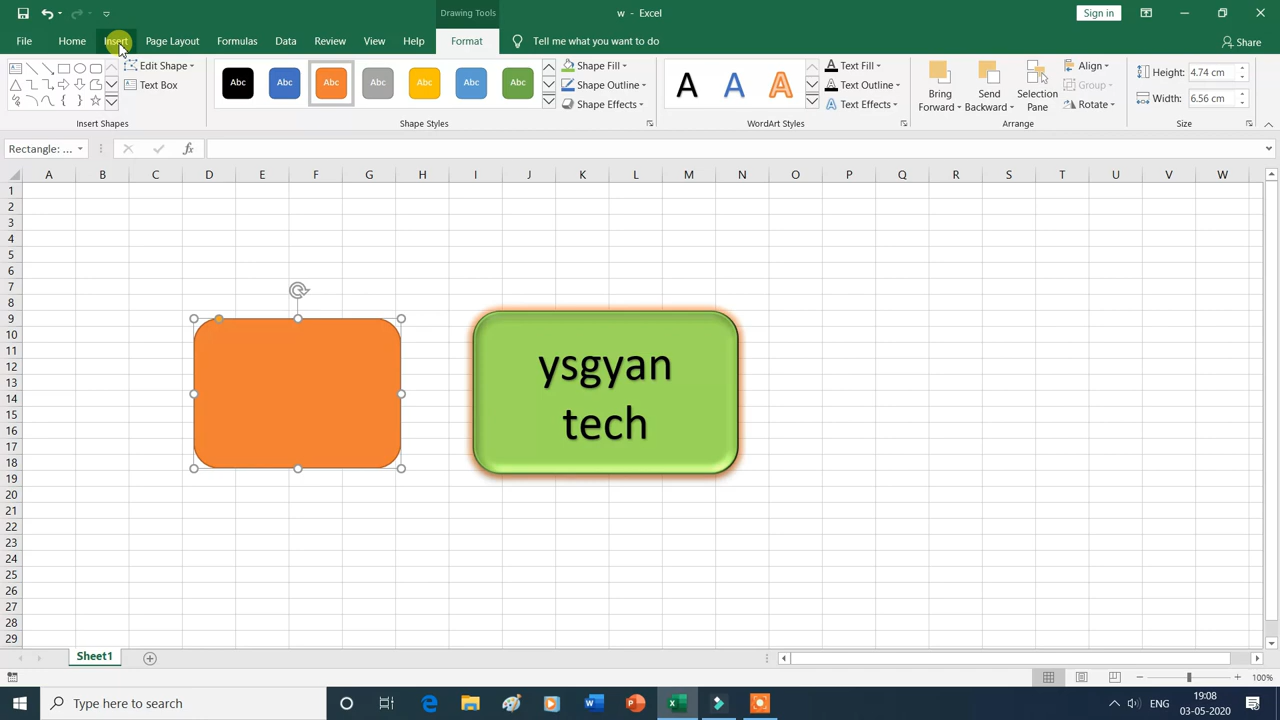 Drawing Tools
w - Excel
Sign in
File Home Insert Page Layout Formulas Data Review View Help Format Tell me what you want to do Share
Edit Shape
Text Box
Insert Shapes
Abc Abc Abc Abc Abc Abc Abc
Shape Fill
Shape Outline
Shape Effects
Shape Styles
A A A
Text Fill
Text Outline
Text Effects
WordArt Styles
Bring Forward
Send Backward
Selection Pane
Align
Group
Rotate
Arrange
Height: 4.74 cm
Width: 6.56 cm
Size
Rectangle: ...
fx
A B C D E F G H I J K L M N O P Q R S T U V W
1
2
3
4
5
6
7
8
9
10
11
12
13
14
15
16
17
18
19
20
21
22
23
24
25
26
27
28
29
ysgyan
tech
Sheet1
100%
Type here to search
ENG
19:08
03-05-2020